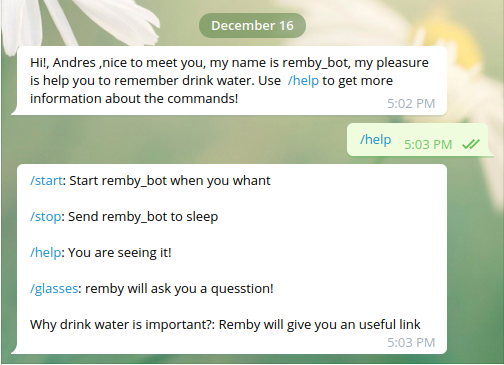 December 16
Hi!, Andres ,nice to meet you, my name is remby_bot, my pleasure
is help you to remember drink water. Use /help to get more
information about the commands!
5:02 PM
/help 5:03 PM
/start: Start remby_bot when you whant
/stop: Send remby_bot to sleep
/help: You are seeing it!
/glasses: remby will ask you a quesstion!
Why drink water is important?: Remby will give you an useful link
5:03 PM